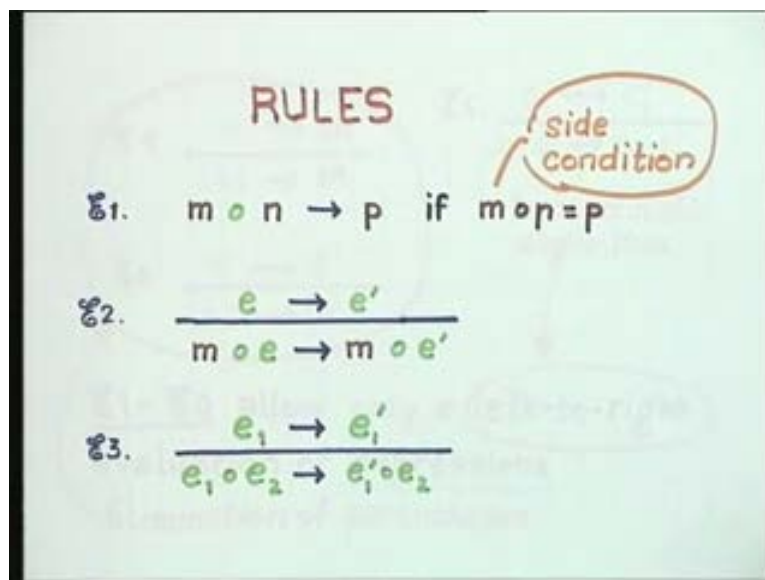 RULES
side
condition
ℰ1. m o n → p if m o n = p
ℰ2. e → e'
m o e → m o e'
ℰ3. e₁ → e₁'
e₁ o e₂ → e₁' o e₂